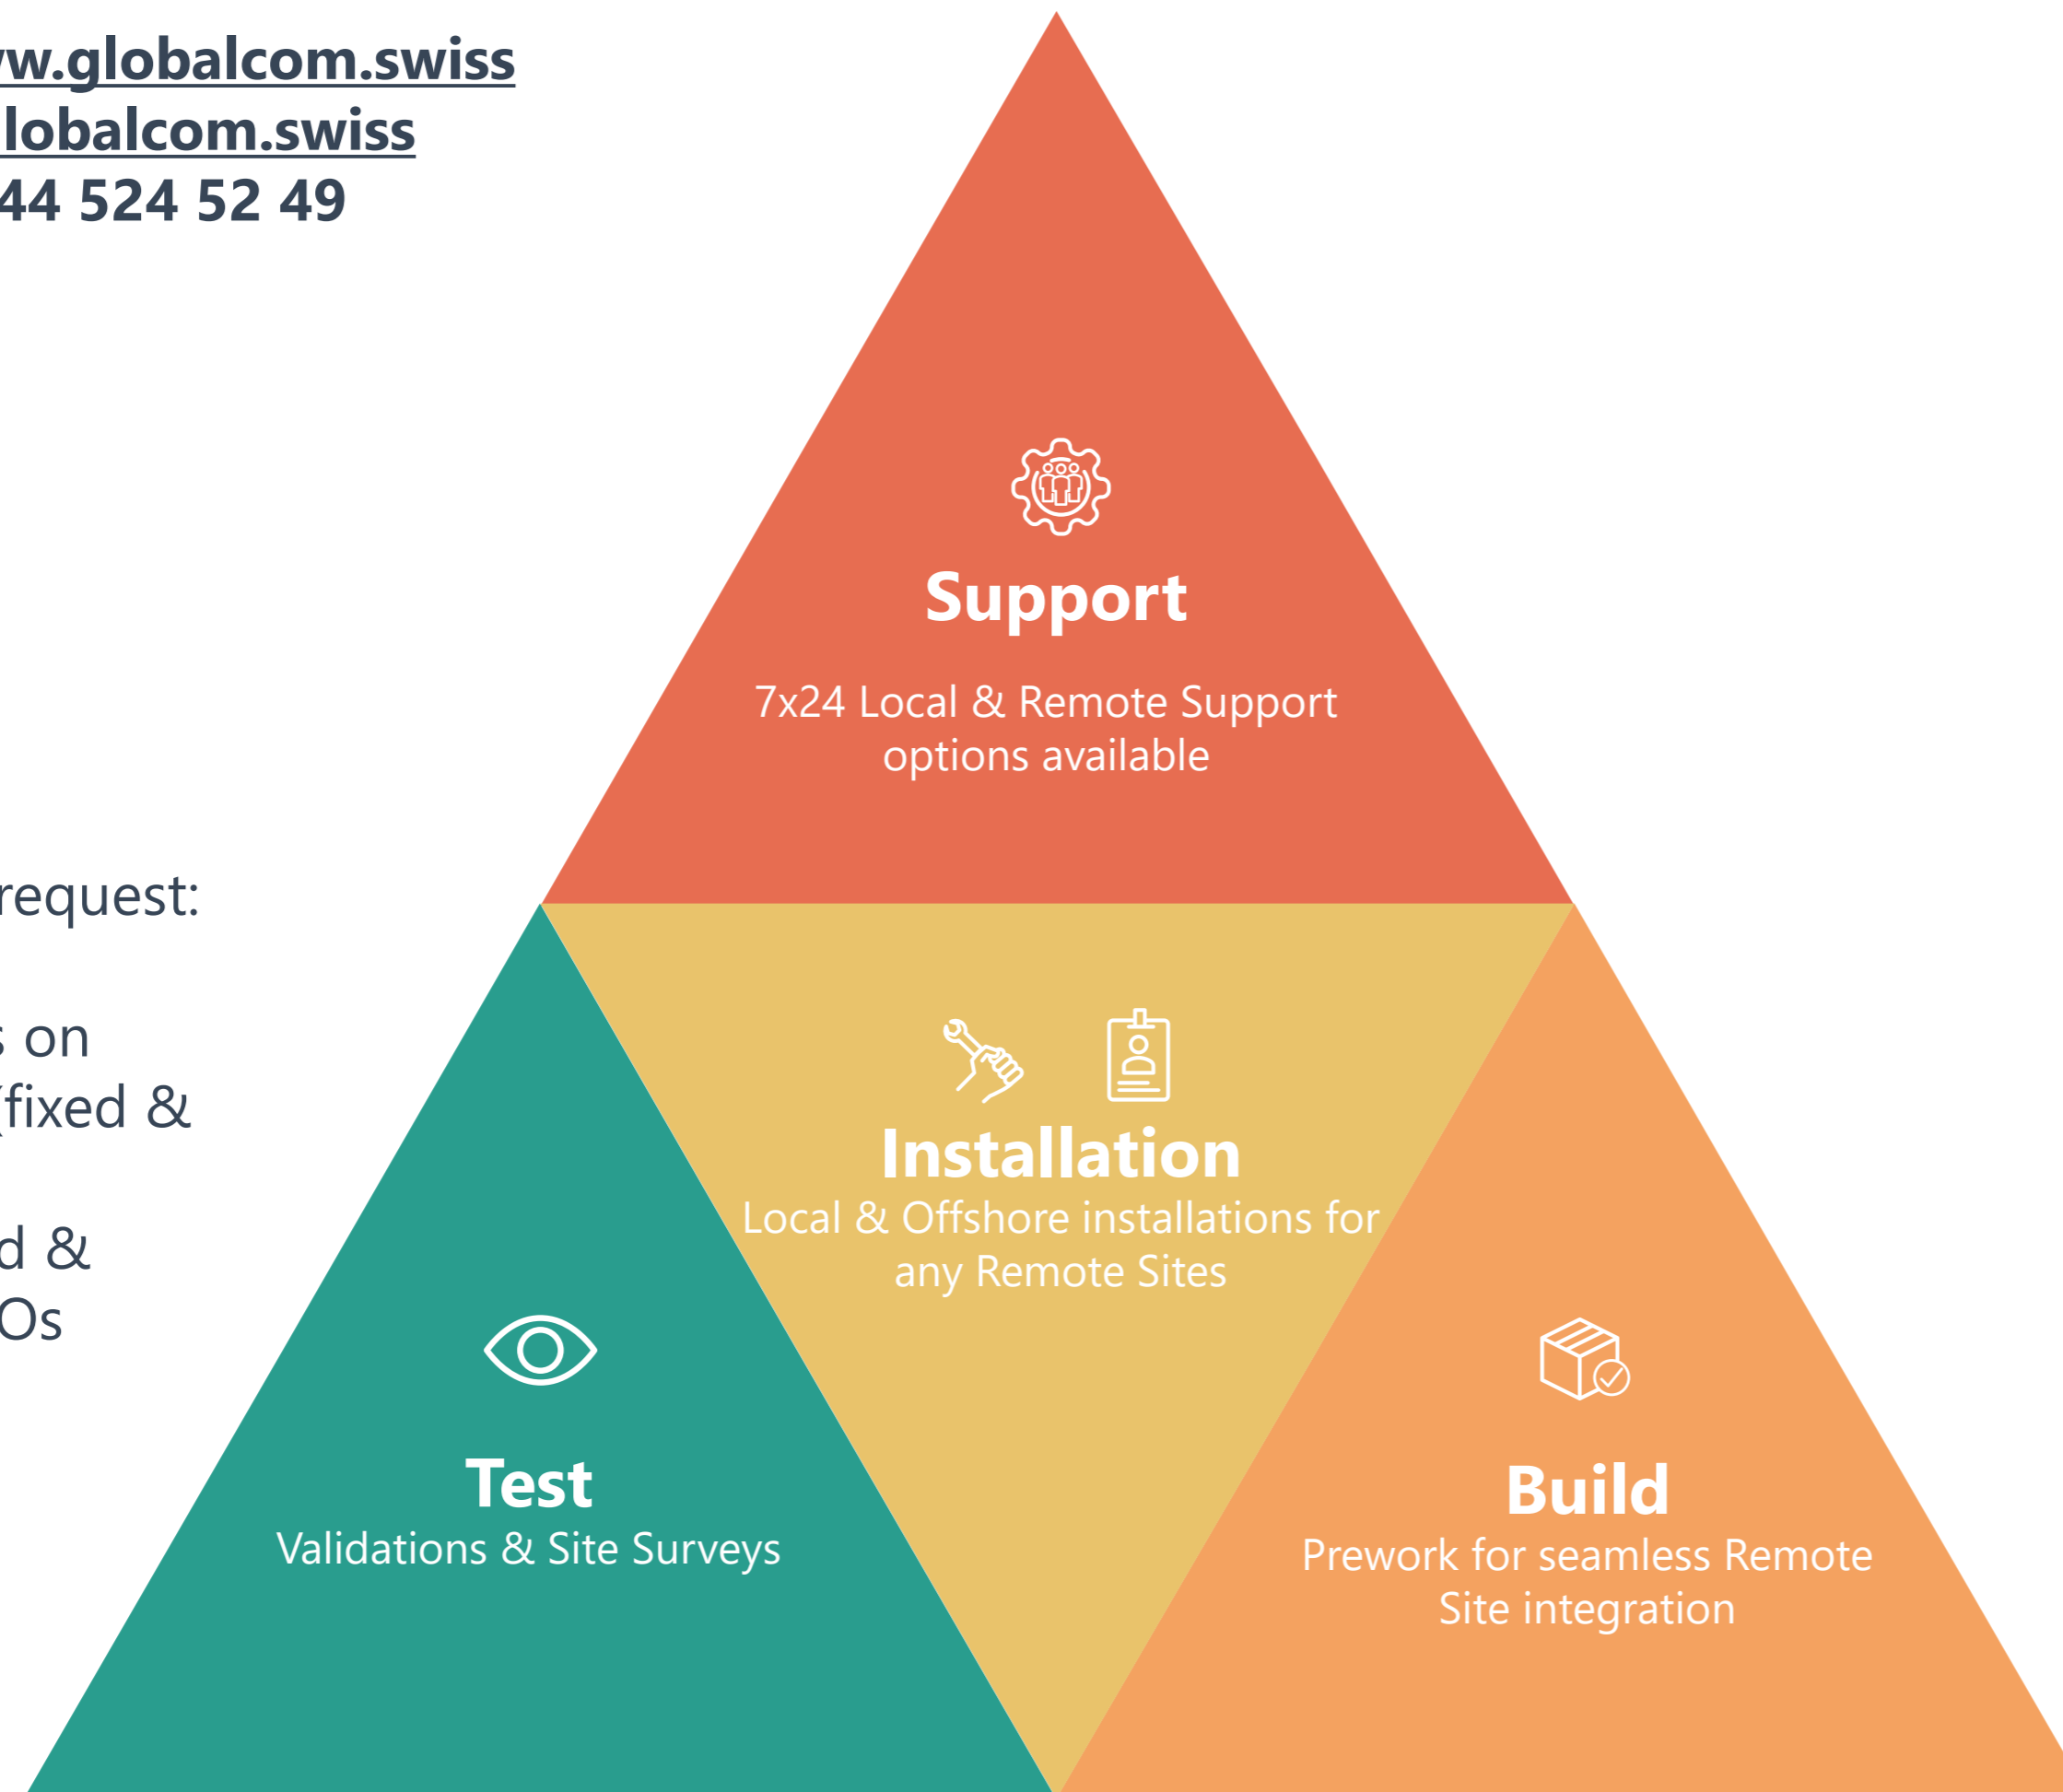 w.globalcom.swiss
lobalcom.swiss
44 524 52 49
request:
s on
(fixed &
d &
Os
Support
7x24 Local & Remote Support
options available
Installation
Local & Offshore installations for
any Remote Sites
Test
Validations & Site Surveys
Build
Prework for seamless Remote
Site integration